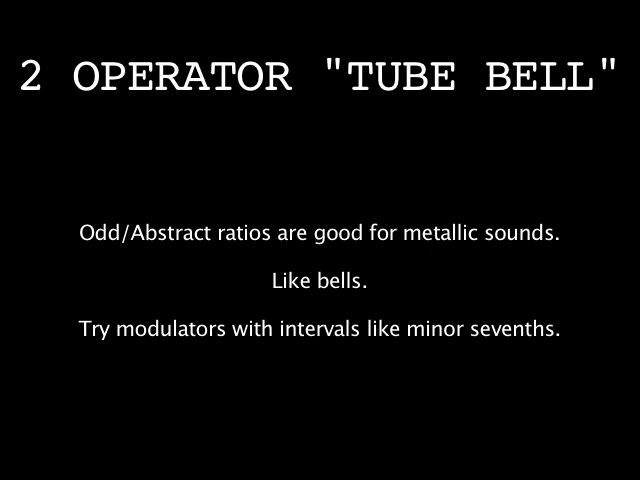 2 OPERATOR "TUBE BELL"
Odd/Abstract ratios are good for metallic sounds.
Like bells.
Try modulators with intervals like minor sevenths.